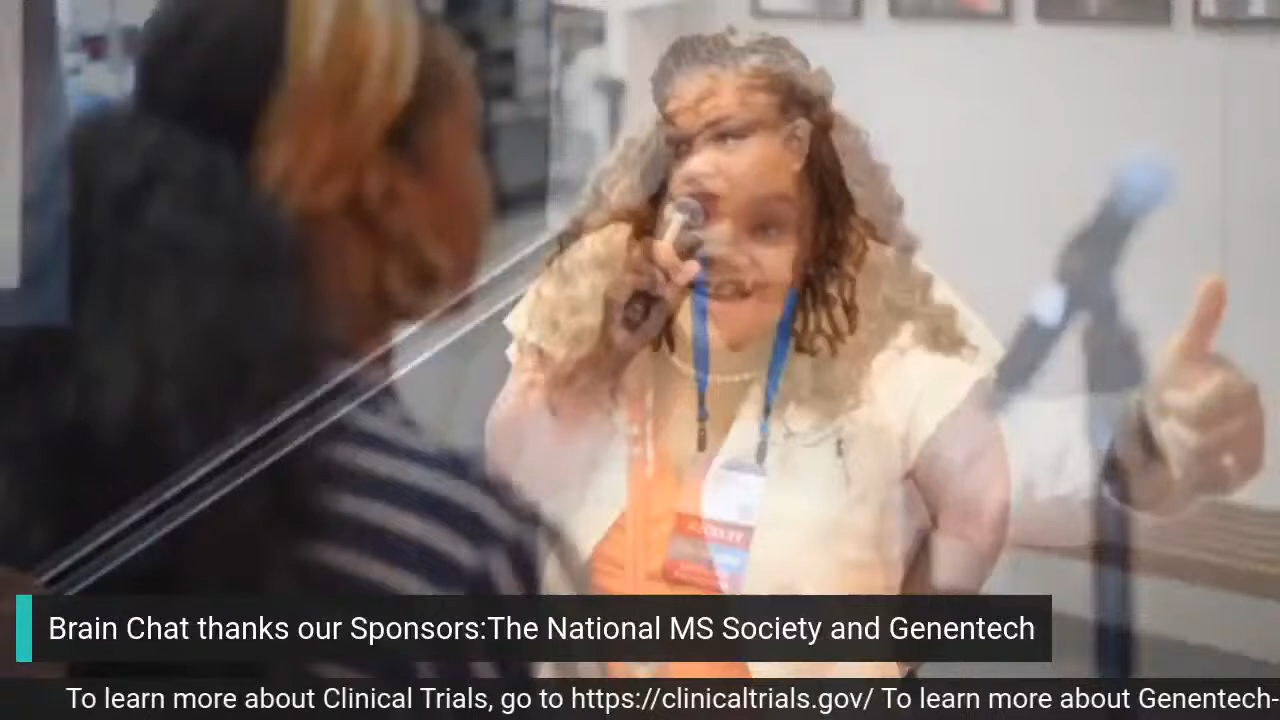 Brain Chat thanks our Sponsors:The National MS Society and Genentech
To learn more about Clinical Trials, go to https://clinicaltrials.gov/ To learn more about Genentech-